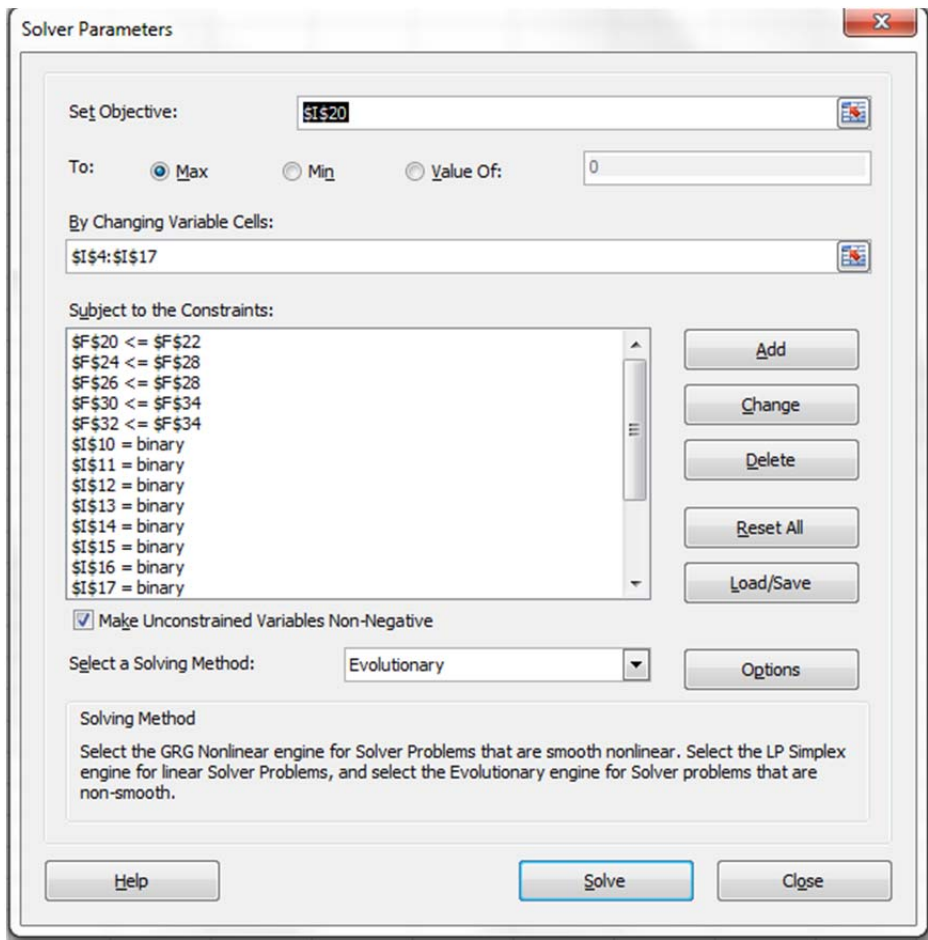 Solver Parameters
Set Objective:
$I$20
To:
Max
Min
Value Of:
0
By Changing Variable Cells:
$I$4:$I$17
Subject to the Constraints:
$F$20 <= $F$22
$F$24 <= $F$28
$F$26 <= $F$28
$F$30 <= $F$34
$F$32 <= $F$34
$I$10 = binary
$I$11 = binary
$I$12 = binary
$I$13 = binary
$I$14 = binary
$I$15 = binary
$I$16 = binary
$I$17 = binary
Add
Change
Delete
Reset All
Load/Save
Make Unconstrained Variables Non-Negative
Select a Solving Method:
Evolutionary
Options
Solving Method
Select the GRG Nonlinear engine for Solver Problems that are smooth nonlinear. Select the LP Simplex
engine for linear Solver Problems, and select the Evolutionary engine for Solver problems that are
non-smooth.
Help
Solve
Close